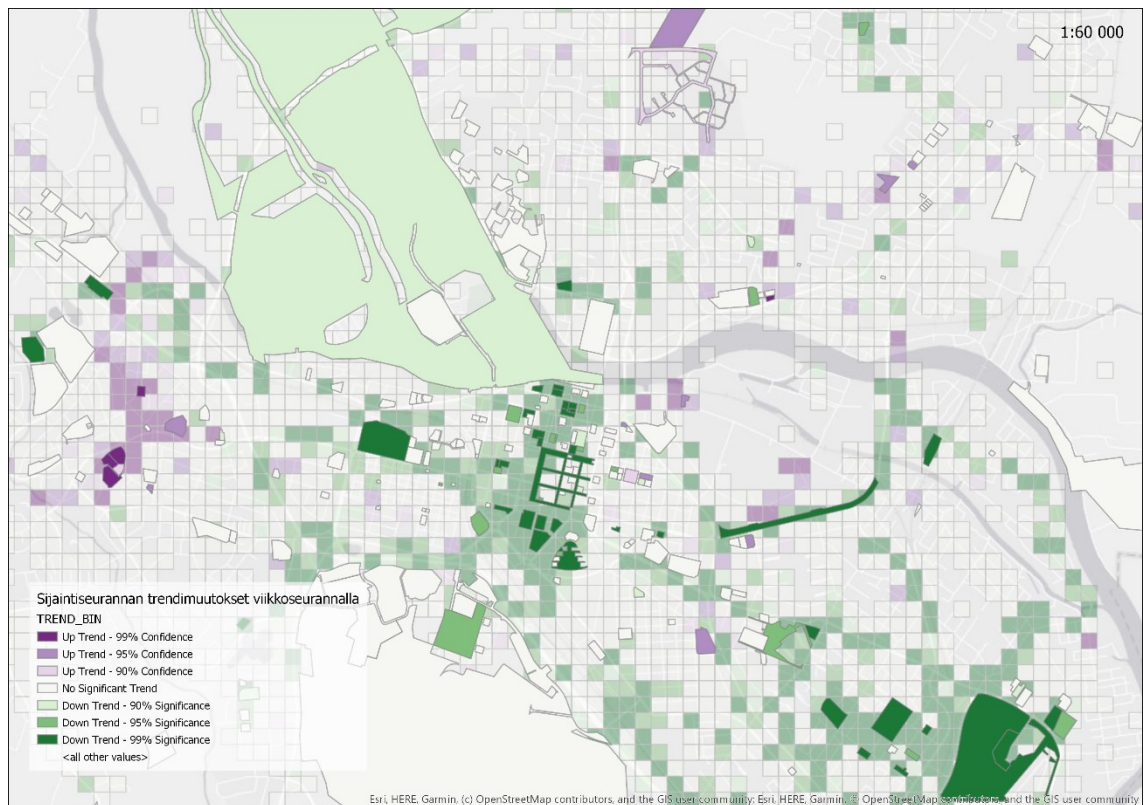 1:60 000
Sijaintiseurannan trendimuutokset viikkoseurannalla
TREND_BIN
Up Trend - 99% Confidence
Up Trend - 95% Confidence
Up Trend - 90% Confidence
No Significant Trend
Down Trend - 90% Significance
Down Trend - 95% Significance
Down Trend - 99% Significance
<all other values>
Esri, HERE, Garmin, (c) OpenStreetMap contributors, and the GIS user community; Esri, HERE, Garmin, © OpenStreetMap contributors, and the GIS user community